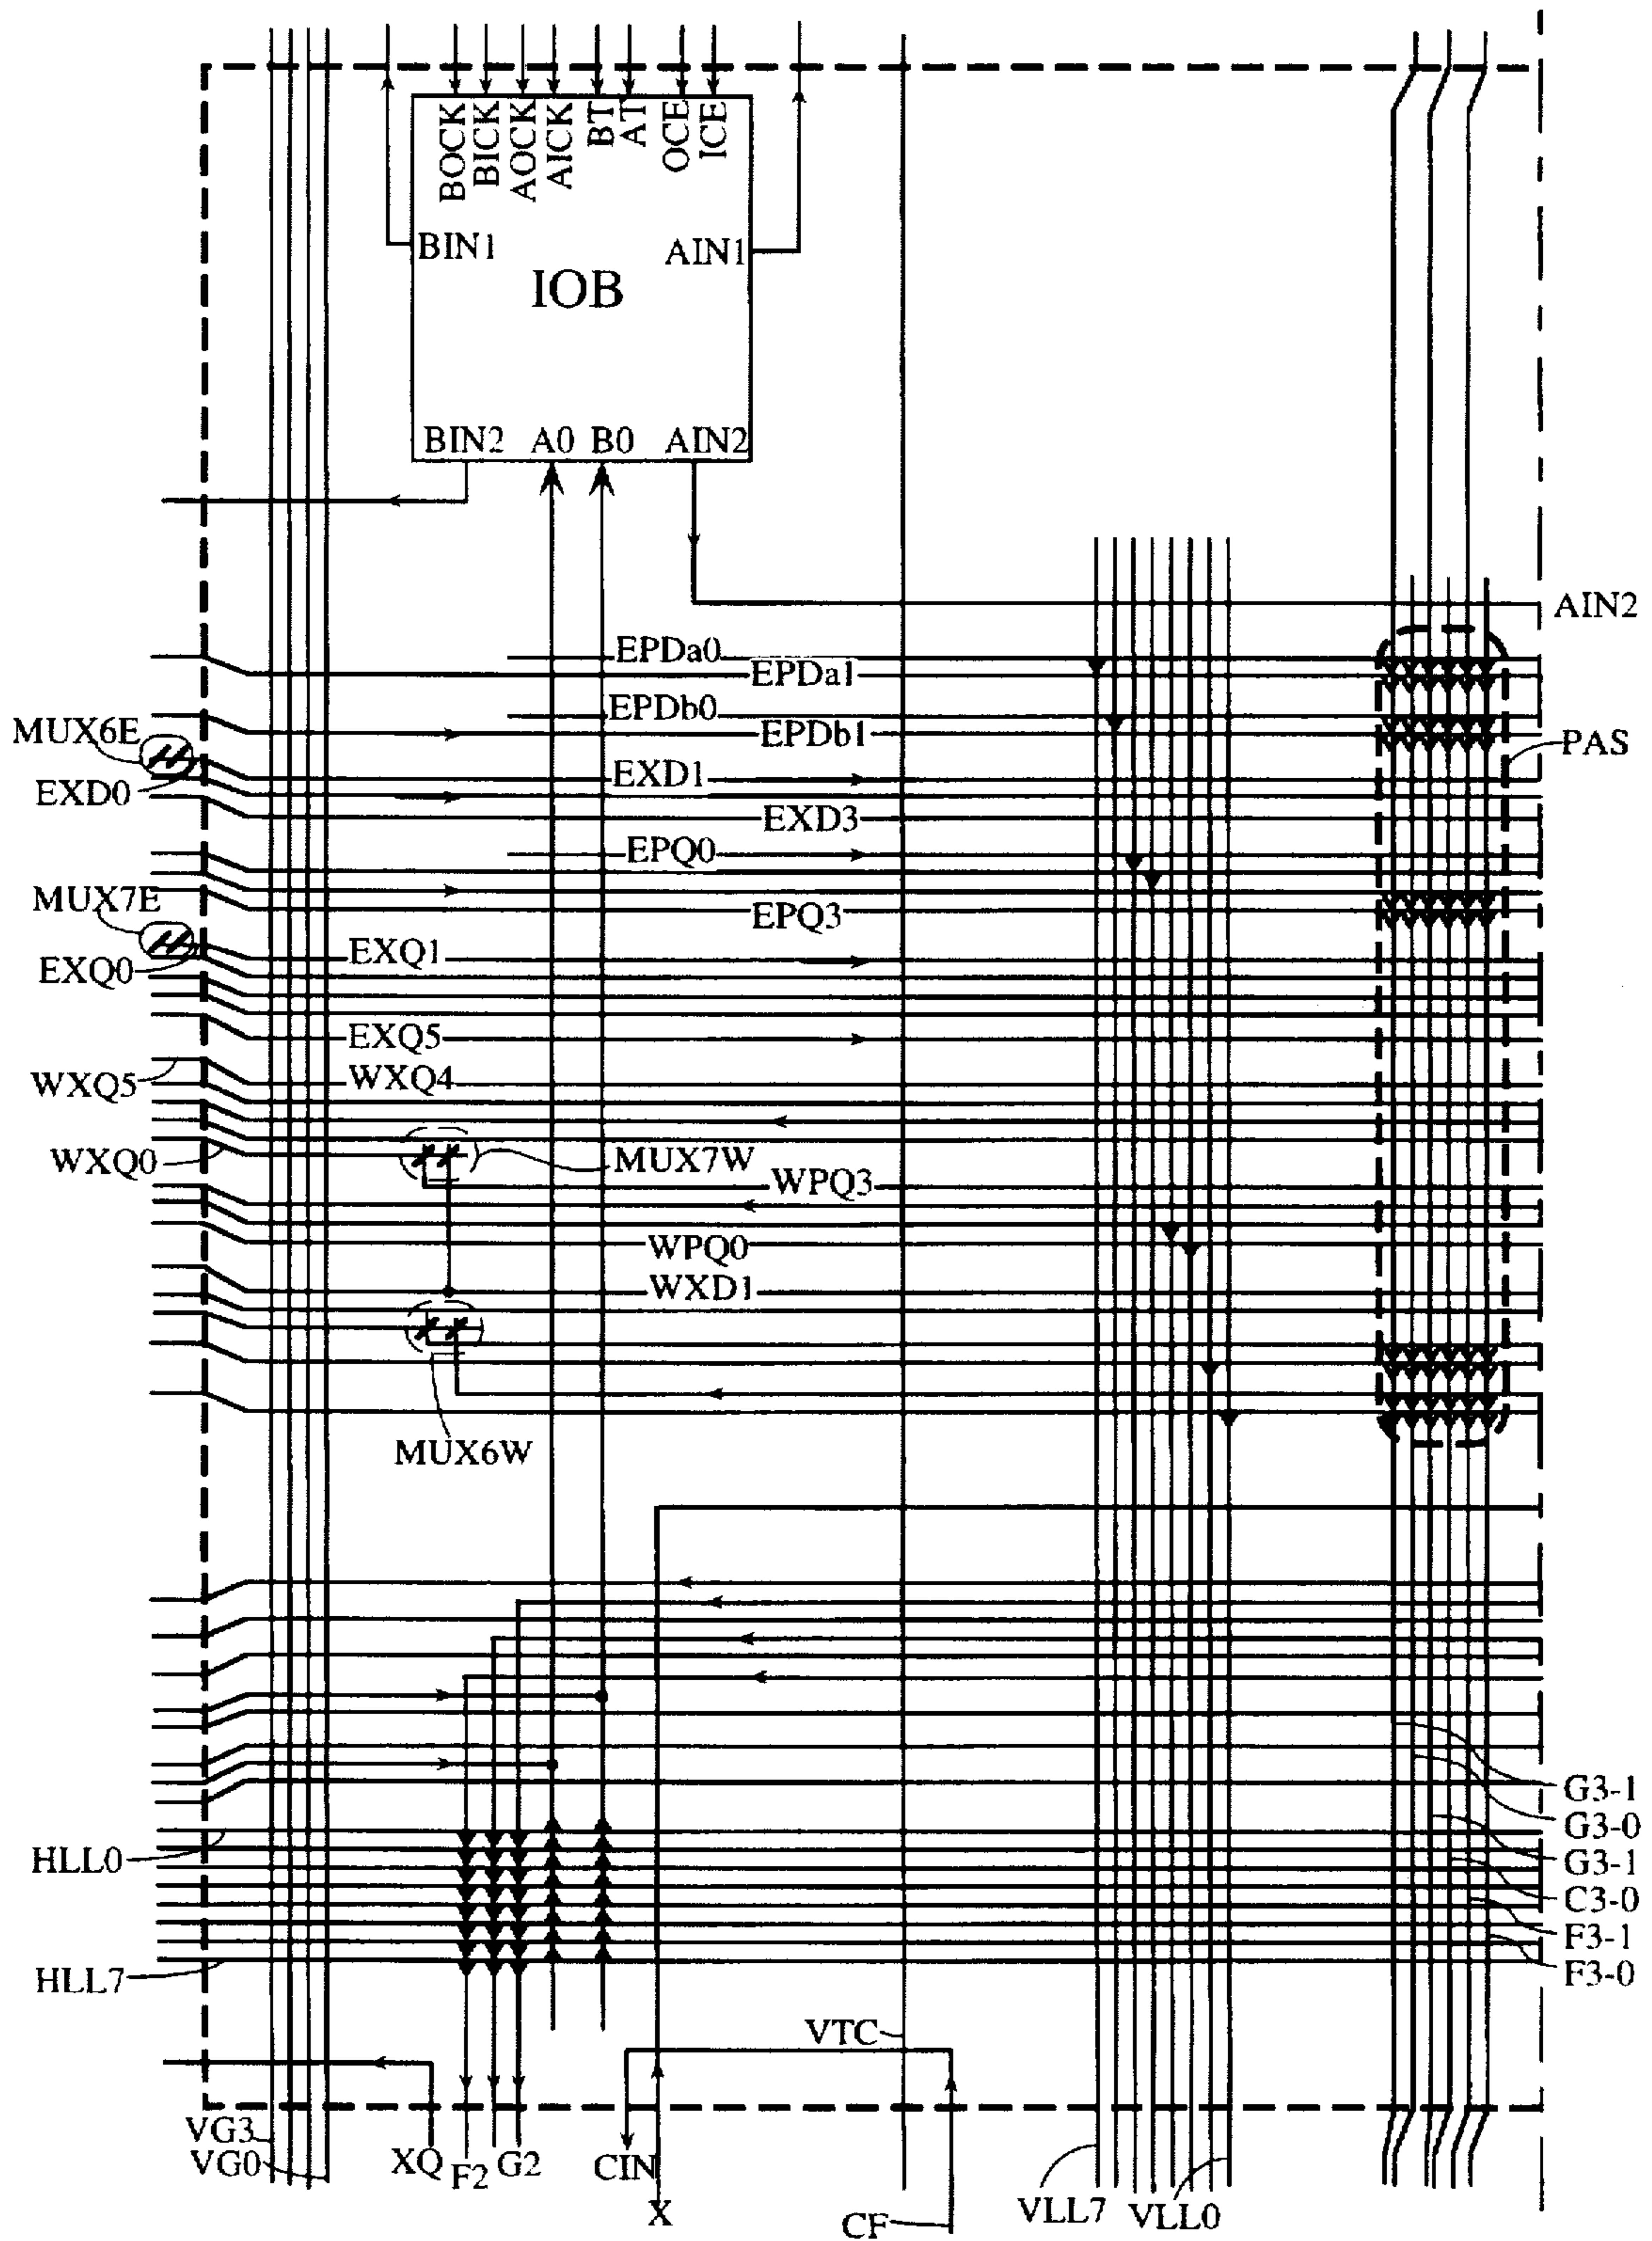 BOCK
BICK
AOCK
AICK
BT
AT
OCE
ICE
BIN1
AIN1
IOB
BIN2 A0 B0 AIN2
AIN2
EPDa0
EPDa1
EPDb0
MUX6E
EPDb1
PAS
EXD1
EXD0
EXD3
EPQ0
MUX7E
EPQ3
EXQ1
EXQ0
EXQ5
WXQ4
WXQ5
WXQ0
MUX7W
WPQ3
WPQ0
WXD1
MUX6W
G3-1
G3-0
HLL0
G3-1
C3-0
F3-1
F3-0
HLL7
VTC
VG3
VG0
XQ F2 G2 CIN
X
CF
VLL7 VLL0